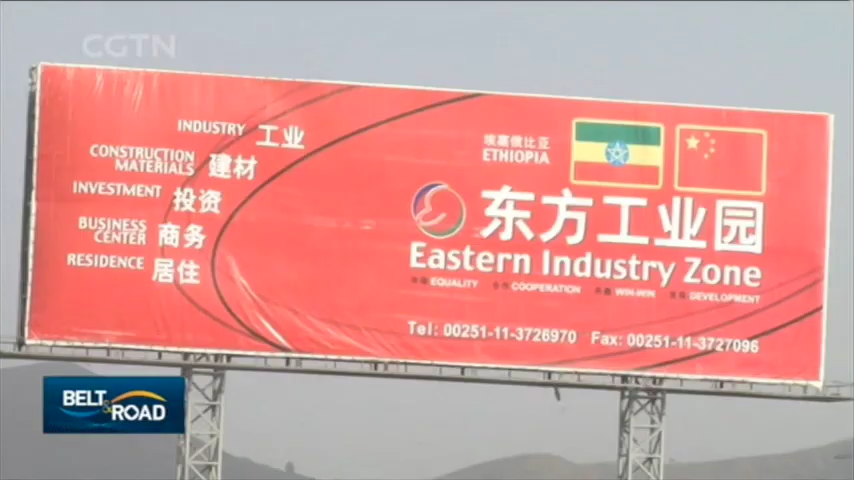 CGTN
INDUSTRY 工业
CONSTRUCTION
MATERIALS 建材
INVESTMENT 投资
BUSINESS
CENTER 商务
RESIDENCE 居住
埃塞俄比亚
ETHIOPIA
东方工业园
Eastern Industry Zone
EQUALITY 合作 COOPERATION WIN-WIN DEVELOPMENT
Tel: 00251-11-3726970 Fax: 00251-11-3727096
BELT
& ROAD